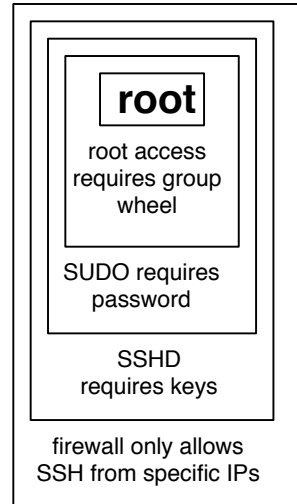 root
root access
requires group
wheel
SUDO requires
password
SSHD
requires keys
firewall only allows
SSH from specific IPs